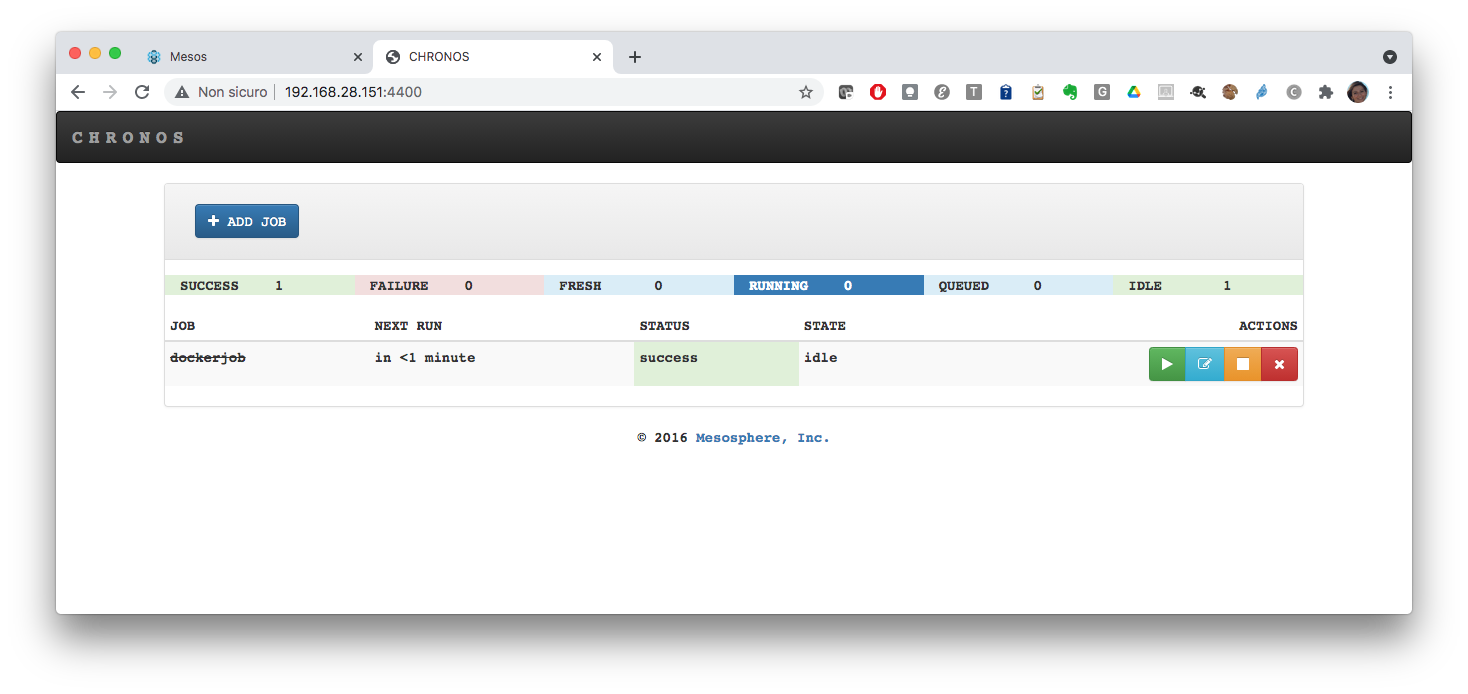 Mesos
CHRONOS
Non sicuro
192.168.28.151:4400
CHRONOS
ADD JOB
SUCCESS 1 FAILURE 0 FRESH 0 RUNNING 0 QUEUED 0 IDLE 1
JOB NEXT RUN STATUS STATE ACTIONS
dockerjob in <1 minute success idle
© 2016 Mesosphere, Inc.